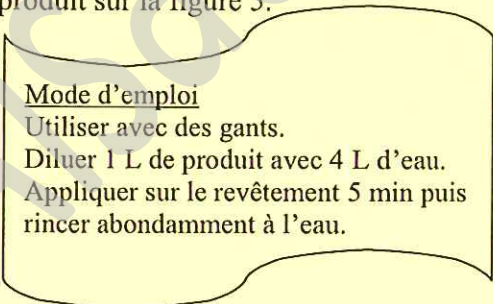 produit sur la figure 3.
Mode d'emploi
Utiliser avec des gants.
Diluer 1 L de produit avec 4 L d'eau.
Appliquer sur le revêtement 5 min puis
rincer abondamment à l'eau.